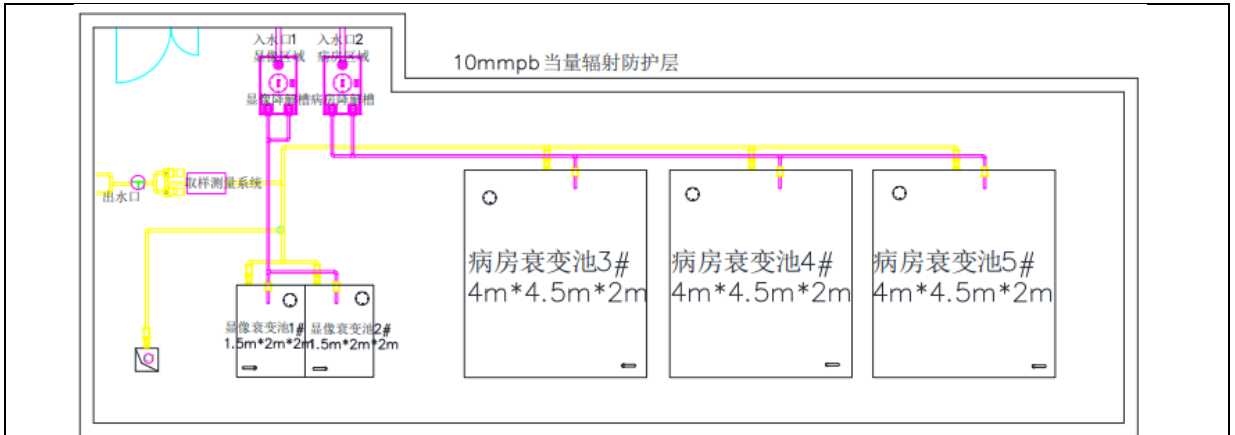 入水口1 入水口2
显像区域 病房区域
10mmpb当量辐射防护层
显像降解槽 病房降解槽
取样测量系统
出水口
病房衰变池3#
4m*4.5m*2m
病房衰变池4#
4m*4.5m*2m
病房衰变池5#
4m*4.5m*2m
显像衰变池1#
1.5m*2m*2m
显像衰变池2#
1.5m*2m*2m